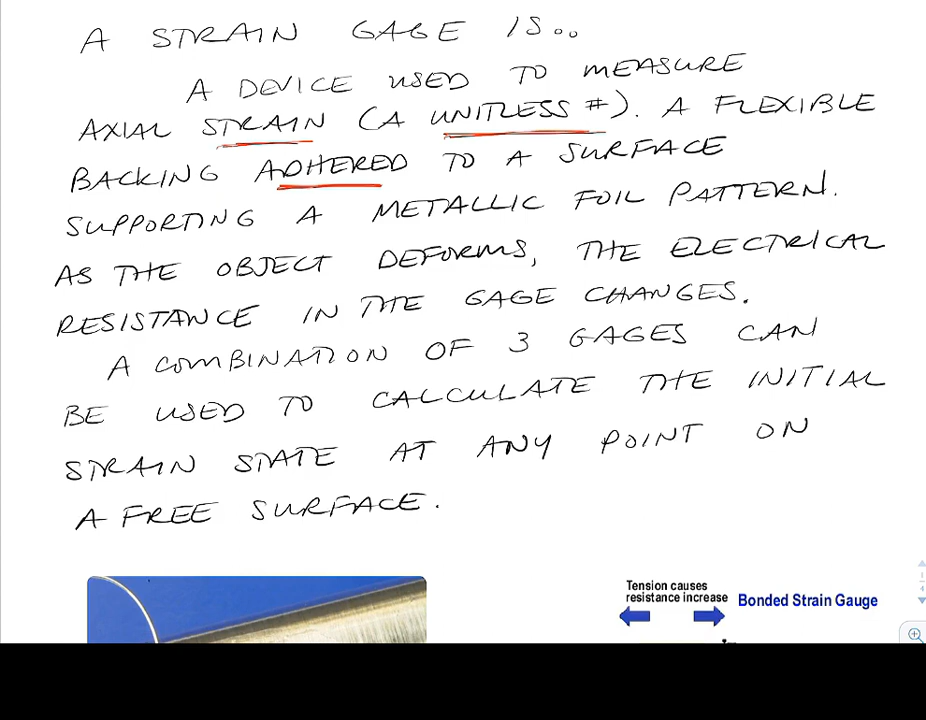 A STRAIN GAGE IS..
A DEVICE USED TO MEASURE
AXIAL STRAIN (A UNITLESS #). A FLEXIBLE
BACKING ADHERED TO A SURFACE
SUPPORTING A METALLIC FOIL PATTERN.
AS THE OBJECT DEFORMS, THE ELECTRICAL
RESISTANCE IN THE GAGE CHANGES.
A COMBINATION OF 3 GAGES CAN
BE USED TO CALCULATE THE INITIAL
STRAIN STATE AT ANY POINT ON
A FREE SURFACE.
Tension causes
resistance increase
Bonded Strain Gauge